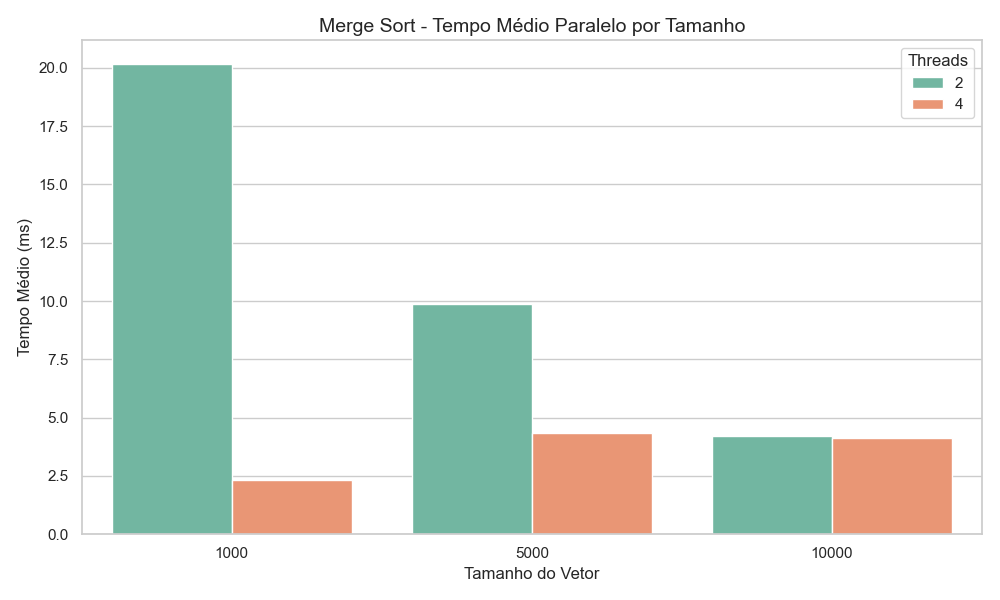 Merge Sort - Tempo Médio Paralelo por Tamanho
Threads
2
4
Tempo Médio (ms)
20.0
17.5
15.0
12.5
10.0
7.5
5.0
2.5
0.0
1000 5000 10000
Tamanho do Vetor